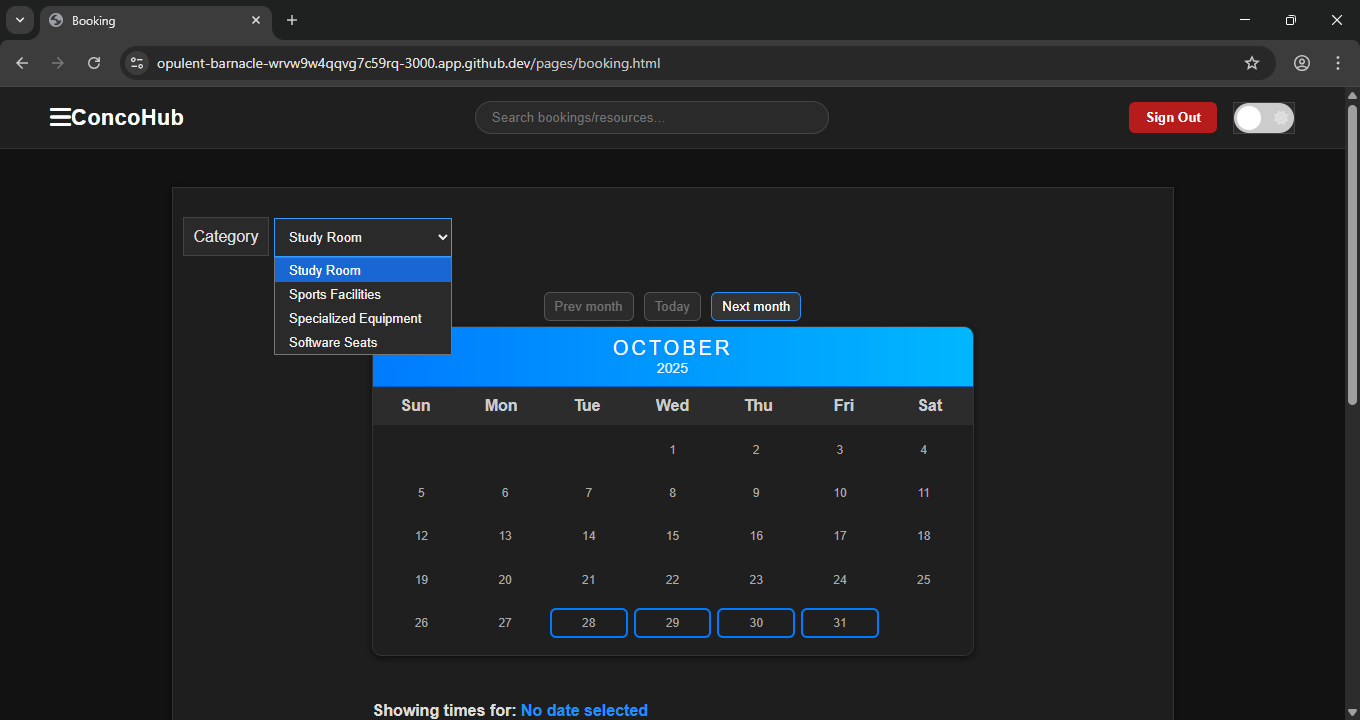 Booking
opulent-barnacle-wrvw9w4qqvg7c59rq-3000.app.github.dev/pages/booking.html
ConcoHub
Search bookings/resources...
Sign Out
Category
Study Room
Study Room
Sports Facilities
Specialized Equipment
Software Seats
Prev month Today Next month
OCTOBER
2025
Sun Mon Tue Wed Thu Fri Sat
1 2 3 4
5 6 7 8 9 10 11
12 13 14 15 16 17 18
19 20 21 22 23 24 25
26 27 28 29 30 31
Showing times for: No date selected